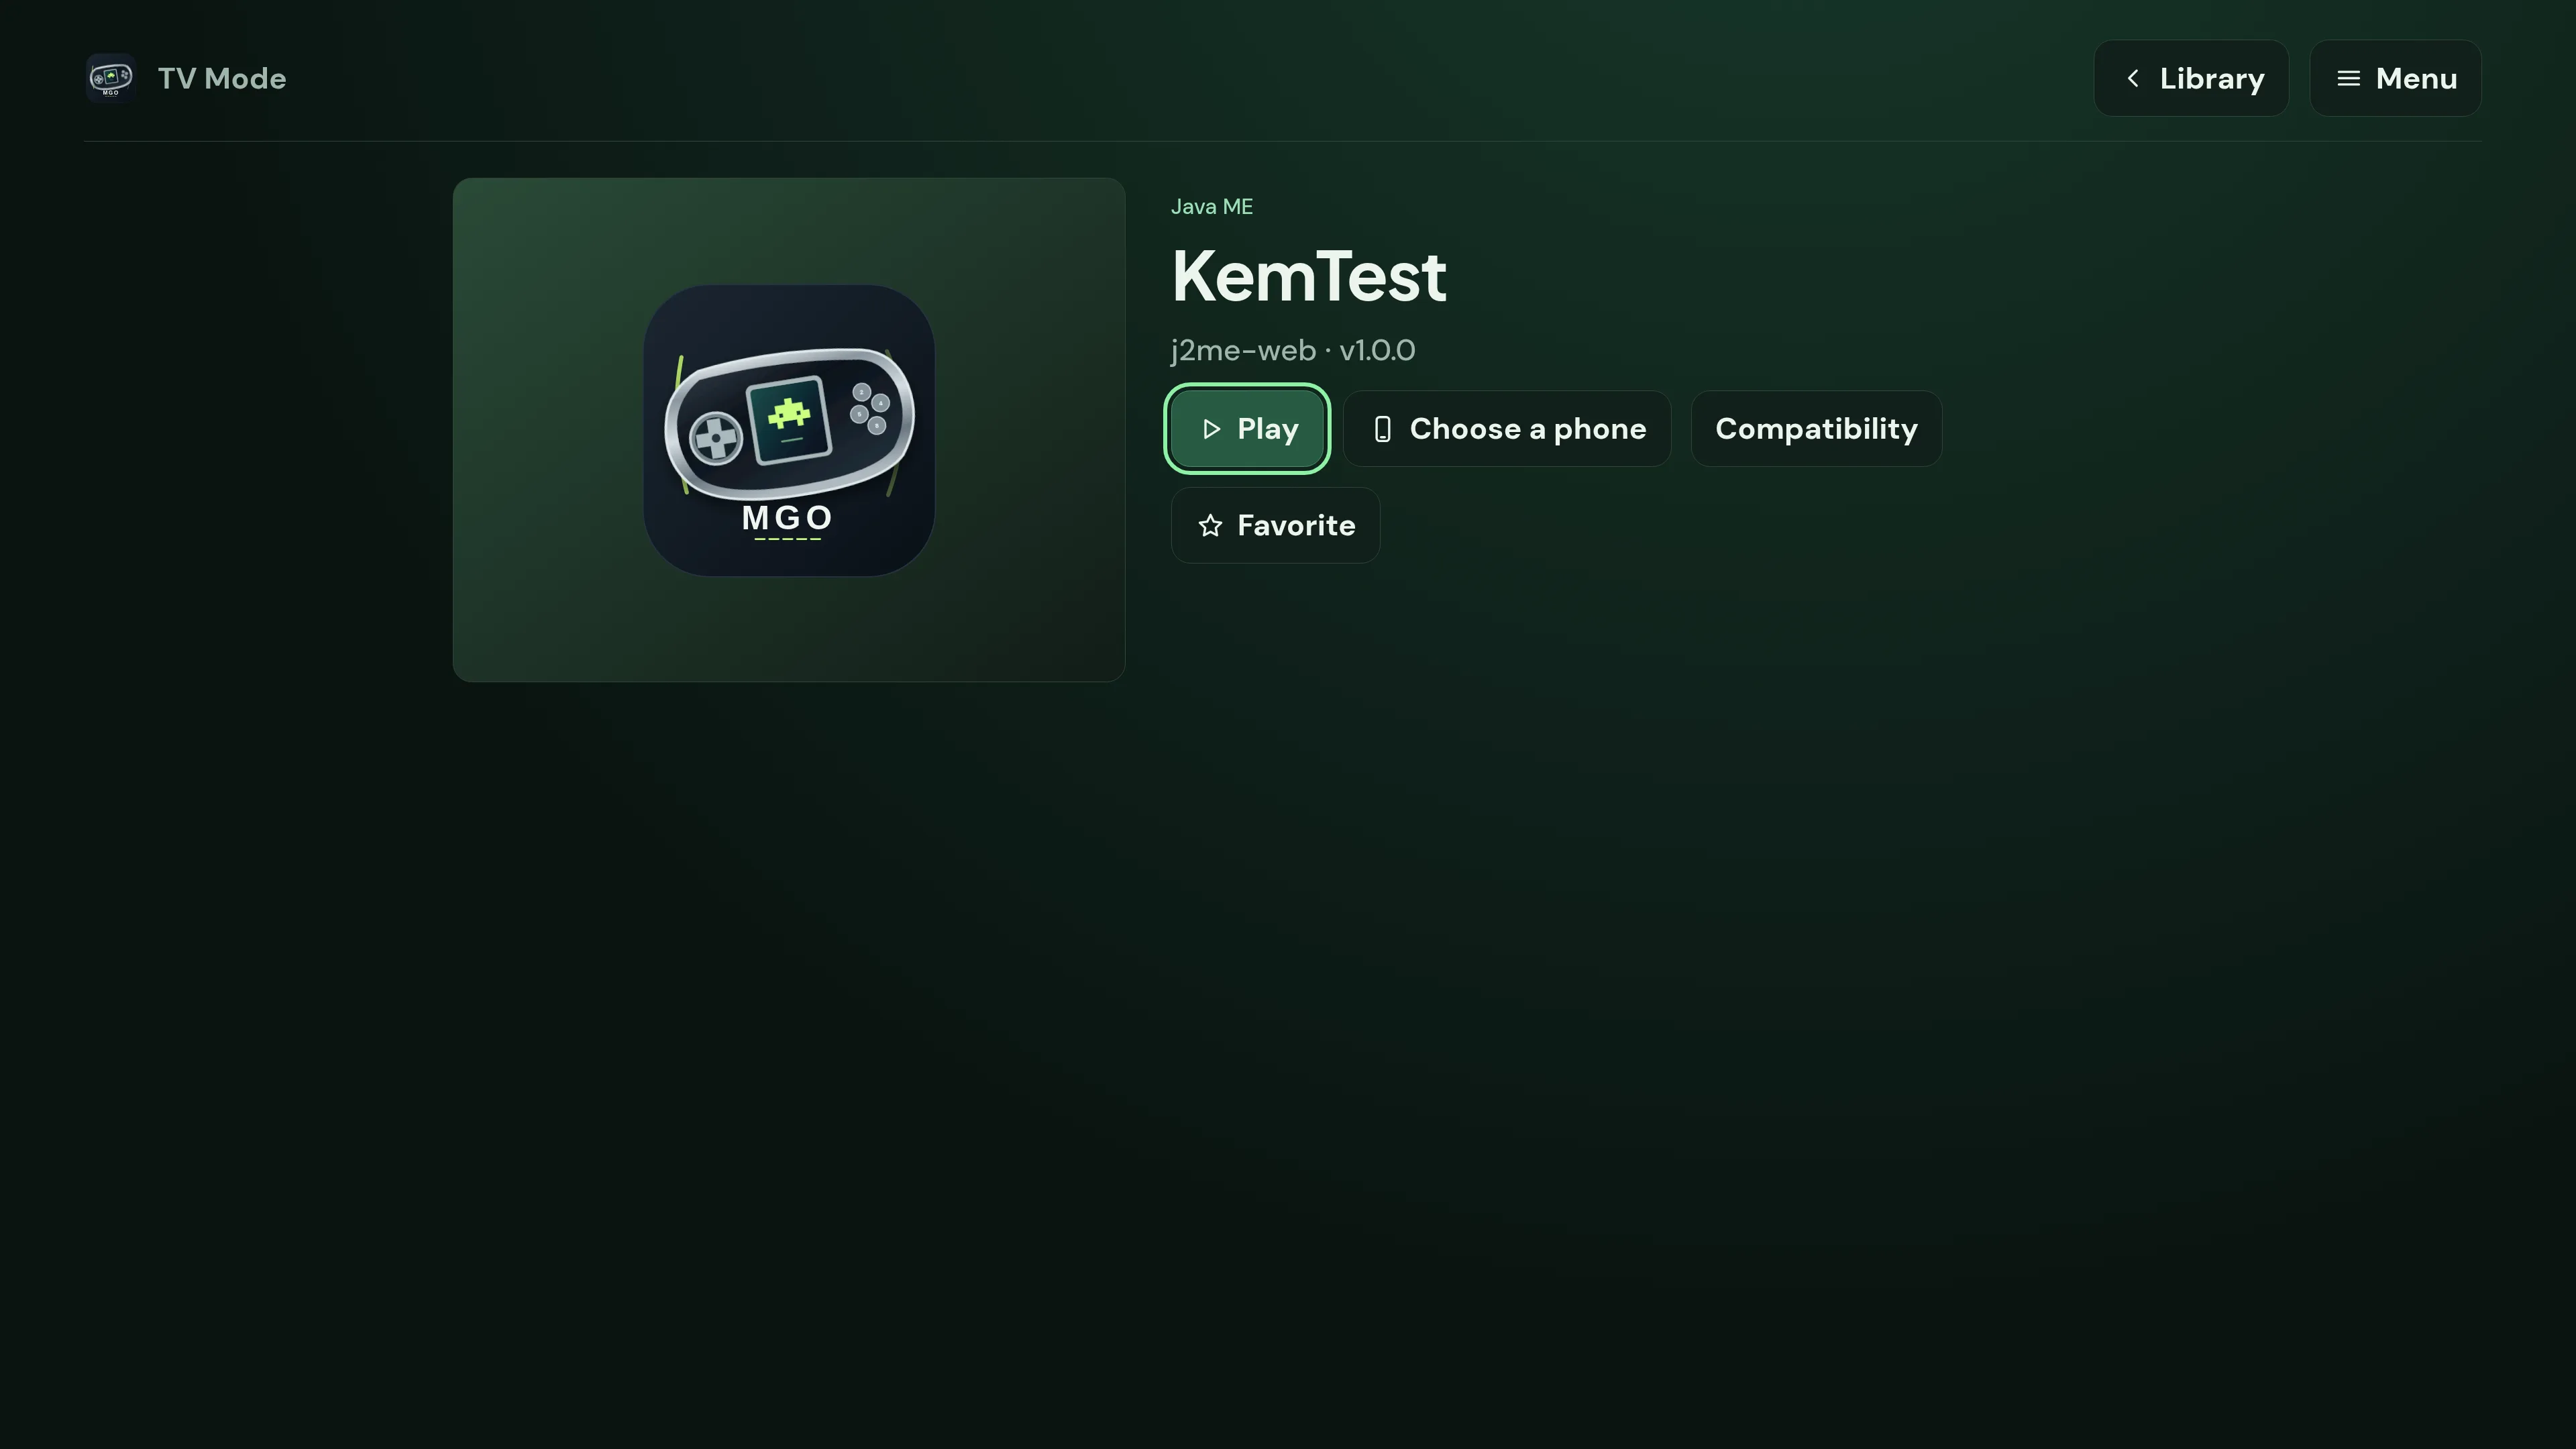 TV Mode
Library
Menu
MGO
Java ME
KemTest
j2me-web · v1.0.0
Play
Choose a phone
Compatibility
Favorite